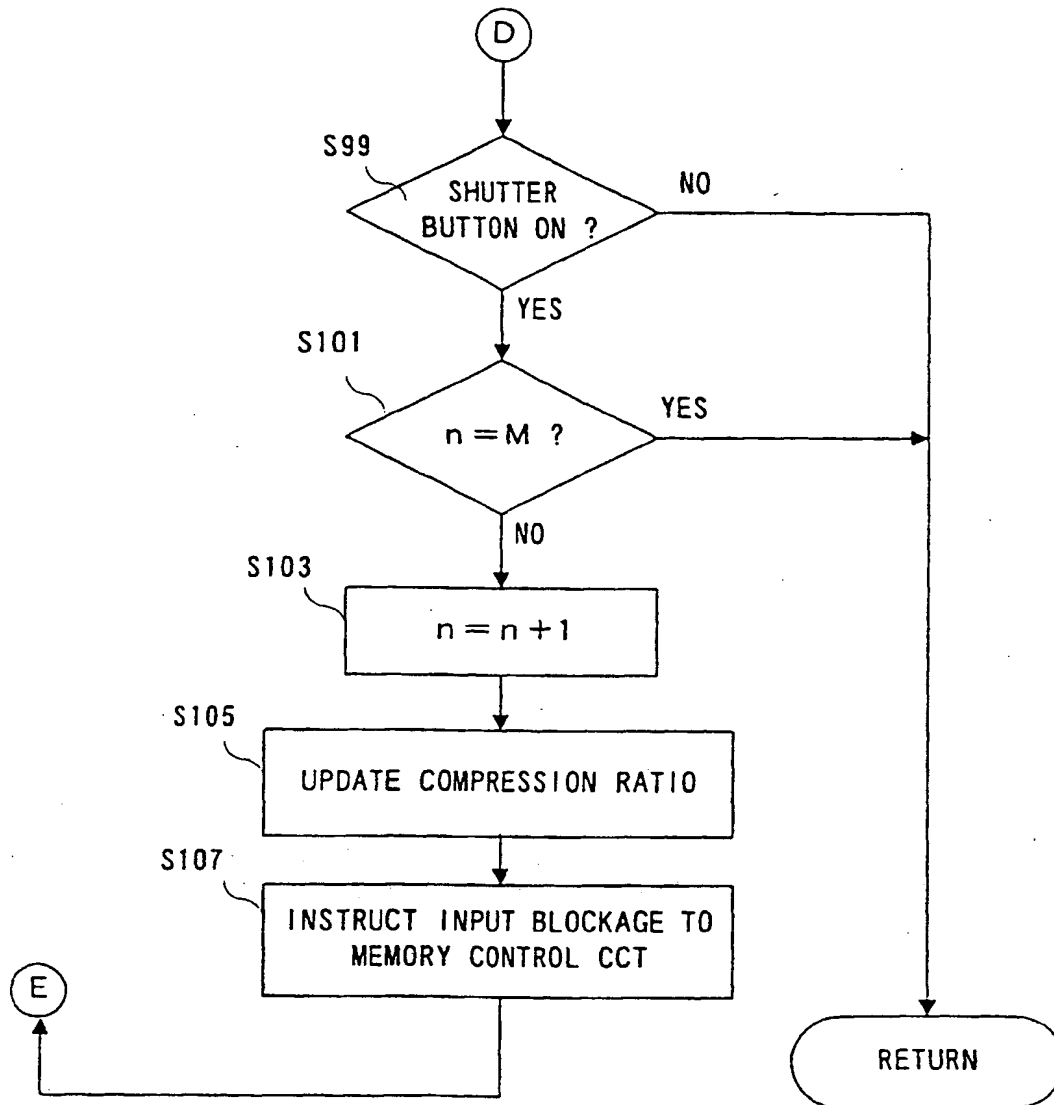 D
S99
SHUTTER
BUTTON ON ?
NO
YES
S101
n = M ?
YES
NO
S103
n = n + 1
S105
UPDATE COMPRESSION RATIO
S107
INSTRUCT INPUT BLOCKAGE TO
MEMORY CONTROL CCT
E
RETURN